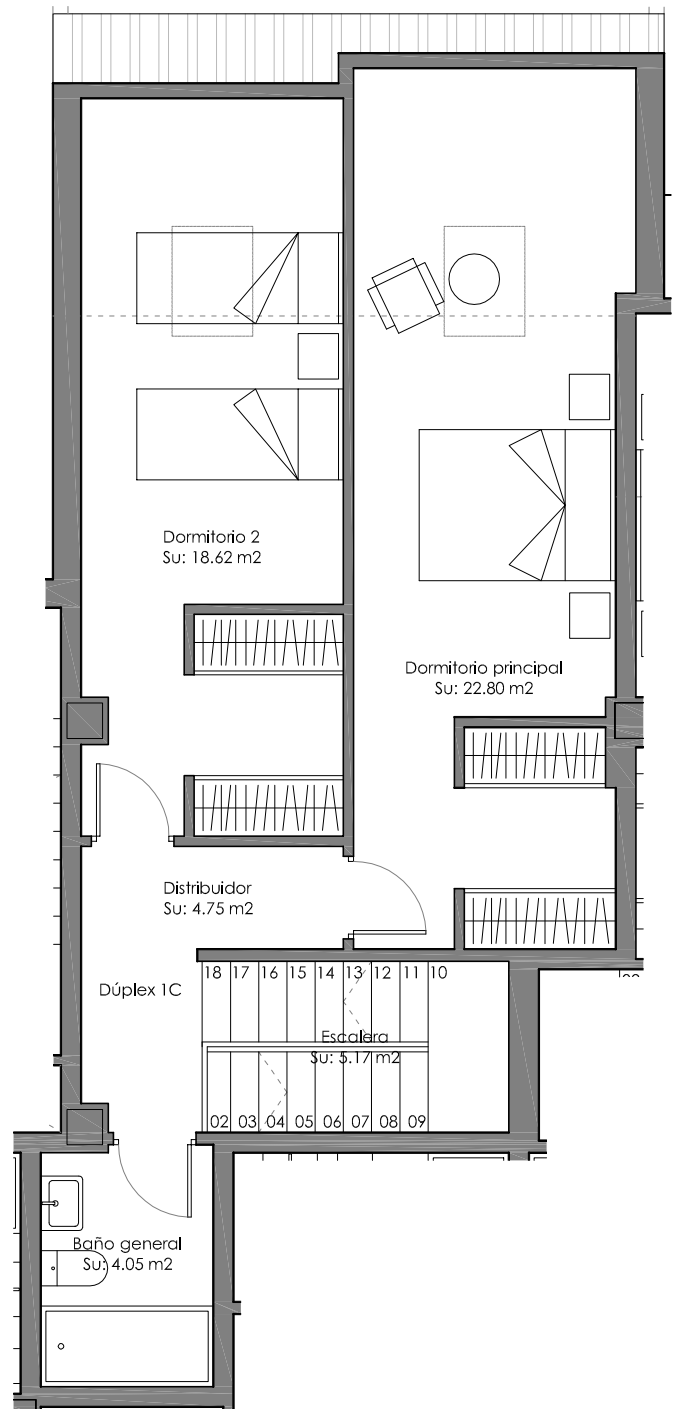 Dormitorio 2
Su: 18.62 m2
Dormitorio principal
Su: 22.80 m2
Distribuidor
Su: 4.75 m2
18 17 16 15 14 13 12 11 10
Dúplex 1C
Escalera
Su: 5.17m2
02 03 04 05 06 07 08 09
Baño general
Su: 4.05 m2